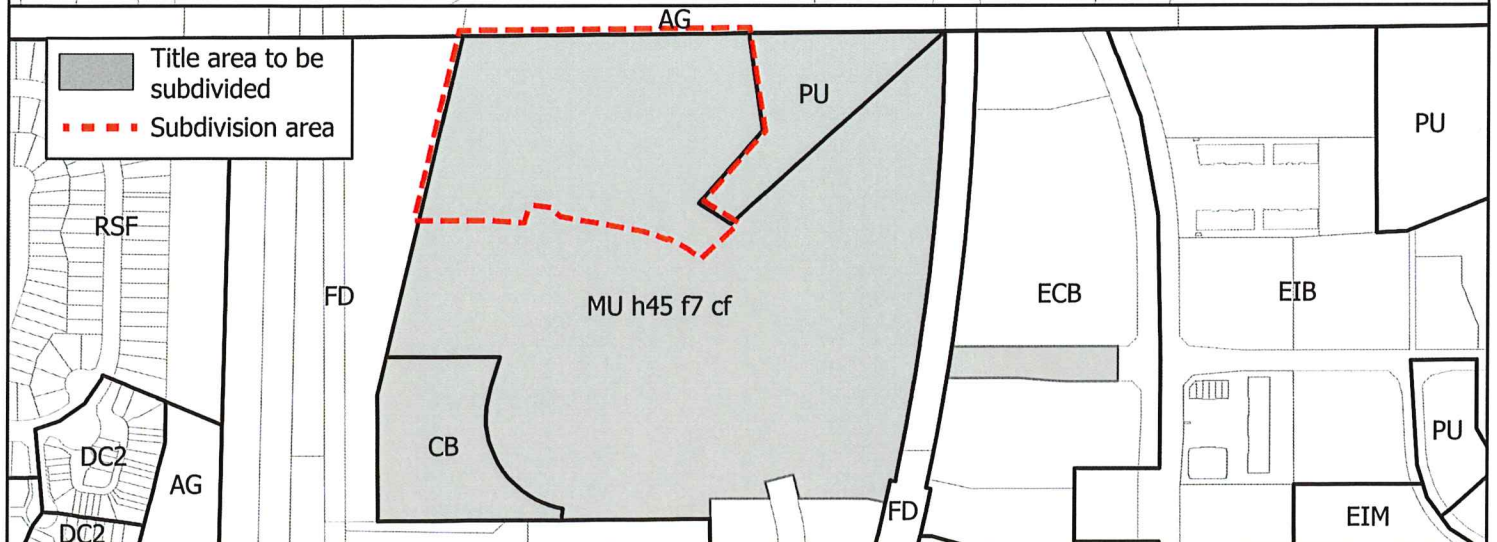 AG
Title area to be
subdivided
Subdivision area
PU
PU
RSF
FD
MU h45 f7 cf
ECB
EIB
CB
DC2
AG
PU
FD
EIM
DC2